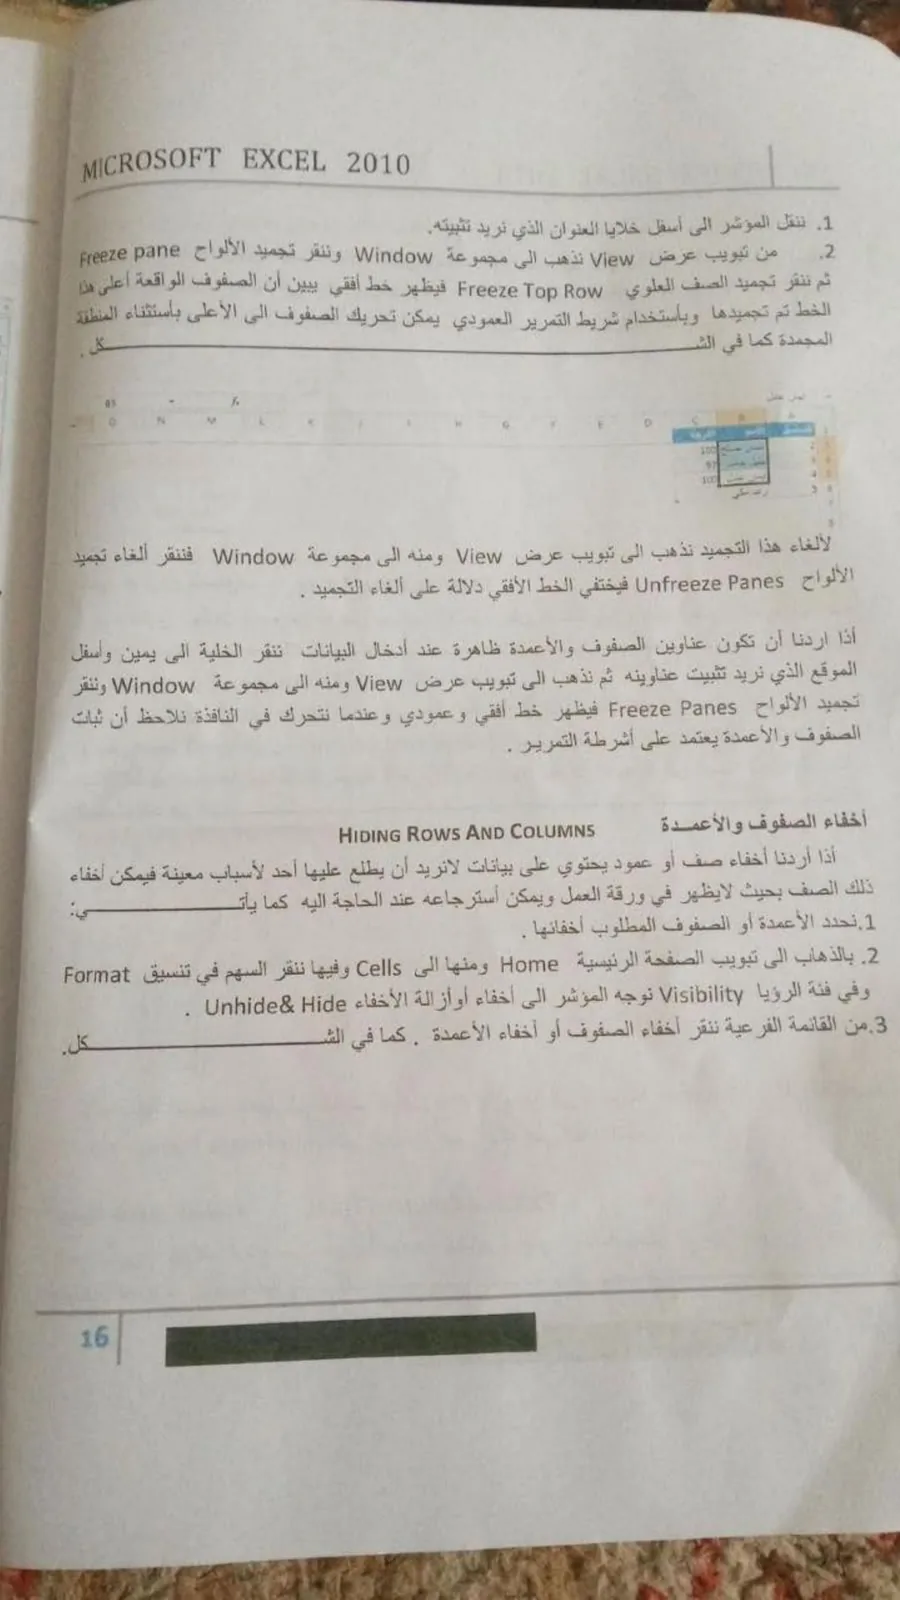 MICROSOFT EXCEL 2010
1. ننقل المؤشر الى أسفل خلايا العنوان الذي نريد تثبيته.
2. من تبويب عرض View نذهب الى مجموعة Window وننقر تجميد الألواح Freeze pane
ثم ننقر تجميد الصف العلوي Freeze Top Row فيظهر خط أفقي يبين أن الصفوف الواقعة أعلى هذا
الخط تم تجميدها وبأستخدام شريط التمرير العمودي يمكن تحريك الصفوف الى الأعلى بأستثناء المنطقة
المجمدة كما في الشـــــكل .
O N M L K J I H G F E D C B A
100
97
100
لألغاء هذا التجميد نذهب الى تبويب عرض View ومنه الى مجموعة Window فننقر ألغاء تجميد
الألواح Unfreeze Panes فيختفي الخط الأفقي دلالة على ألغاء التجميد .
أذا اردنا أن تكون عناوين الصفوف والأعمدة ظاهرة عند أدخال البيانات ننقر الخلية الى يمين وأسفل
الموقع الذي نريد تثبيت عناوينه ثم نذهب الى تبويب عرض View ومنه الى مجموعة Window وننقر
تجميد الألواح Freeze Panes فيظهر خط أفقي وعمودي وعندما نتحرك في النافذة نلاحظ أن ثبات
الصفوف والأعمدة يعتمد على أشرطة التمرير .
أخفاء الصفوف والأعمـدة HIDING ROWS AND COLUMNS
أذا أردنا أخفاء صف أو عمود يحتوي على بيانات لانريد أن يطلع عليها أحد لأسباب معينة فيمكن أخفاء
ذلك الصف بحيث لايظهر في ورقة العمل ويمكن أسترجاعه عند الحاجة اليه كما يأتـــــي:
1.نحدد الأعمدة أو الصفوف المطلوب أخفائها .
2. بالذهاب الى تبويب الصفحة الرئيسية Home ومنها الى Cells وفيها ننقر السهم في تنسيق Format
وفي فئة الرؤيا Visibility نوجه المؤشر الى أخفاء أوأزالة الأخفاء Unhide& Hide .
3.من القائمة الفرعية ننقر أخفاء الصفوف أو أخفاء الأعمدة . كما في الشـــــكل.
16